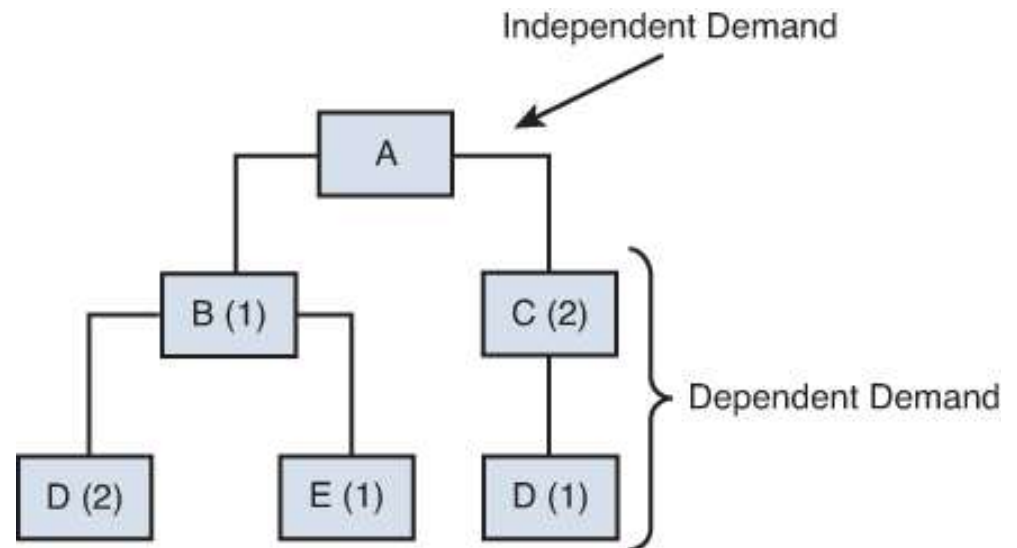 Independent Demand
A
B (1)
C (2)
Dependent Demand
D (2)
E (1)
D (1)